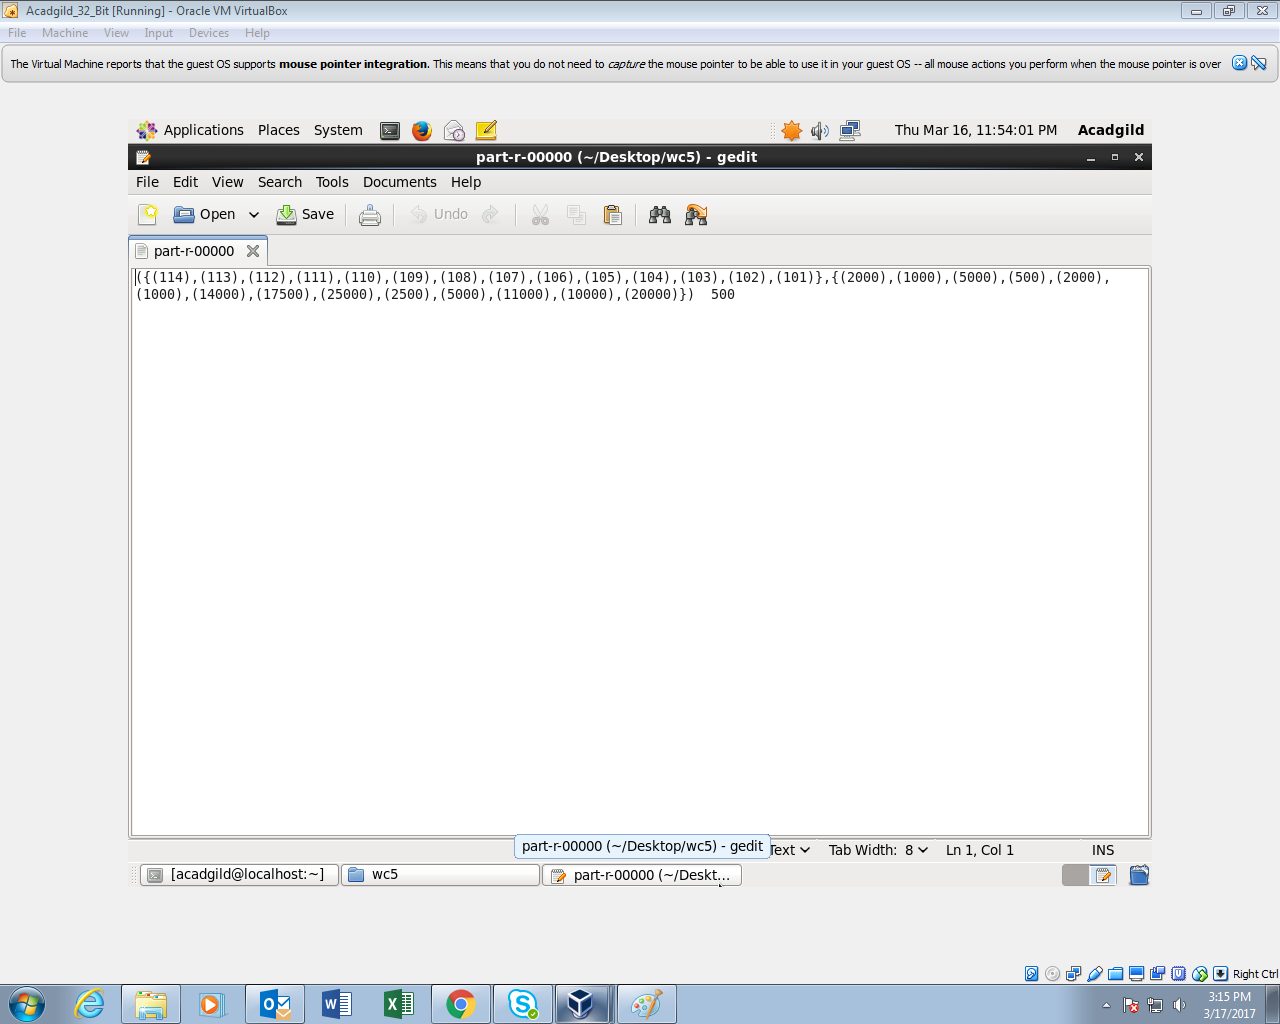 Acadgild_32_Bit [Running] - Oracle VM VirtualBox
File Machine View Input Devices Help
The Virtual Machine reports that the guest OS supports mouse pointer integration. This means that you do not need to capture the mouse pointer to be able to use it in your guest OS -- all mouse actions you perform when the mouse pointer is over
Applications Places System Thu Mar 16, 11:54:01 PM Acadgild
part-r-00000 (~/Desktop/wc5) - gedit
File Edit View Search Tools Documents Help
Open Save Undo
part-r-00000
({(114),(113),(112),(111),(110),(109),(108),(107),(106),(105),(104),(103),(102),(101)},{(2000),(1000),(5000),(500),(2000),
(1000),(14000),(17500),(25000),(2500),(5000),(11000),(10000),(20000)}) 500
part-r-00000 (~/Desktop/wc5) - gedit
Text Tab Width: 8 Ln 1, Col 1 INS
[acadgild@localhost:~] wc5 part-r-00000 (~/Deskt...
Right Ctrl
3:15 PM
3/17/2017